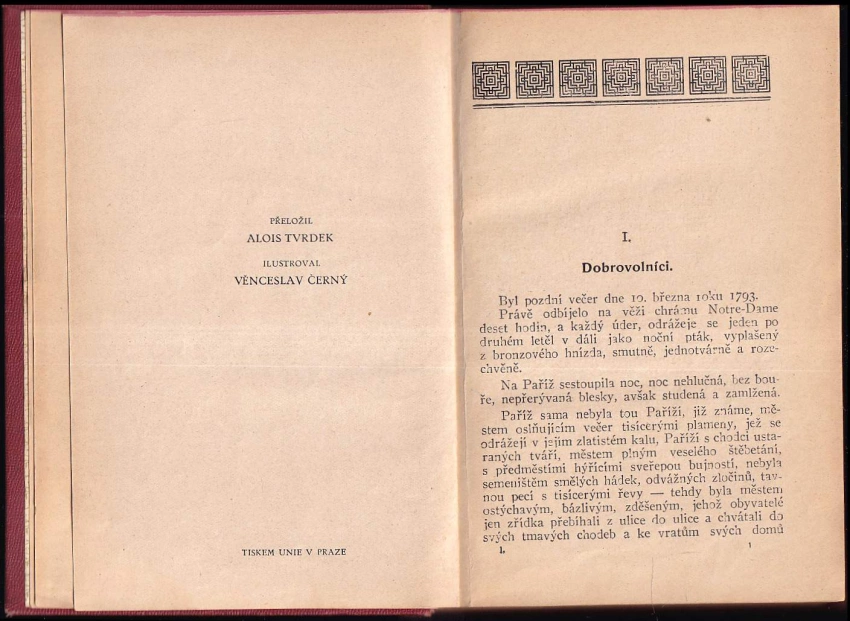 PŘELOŽIL
ALOIS TVRDEK
ILUSTROVAL
VĚNCESLAV ČERNÝ
TISKEM UNIE V PRAZE
I.
Dobrovolníci.
Byl pozdní večer dne 10. března roku 1793.
Právě odbíjelo na věži chrámu Notre-Dame
deset hodin, a každý úder, odrážeje se jeden po
druhém letěl v dáli jako noční pták, vyplašený
z bronzového hnízda, smutně, jednotvárně a roze-
chvěně.
Na Paříž sestoupila noc, noc nehlučná, bez bou-
ře, nepřerývaná blesky, avšak studená a zamlžená.
Paříž sama nebyla tou Paříží, již známe, mě-
stem oslňujícím večer tisícerými plameny, jež se
odrážejí v jejím zlatistém kalu, Paříží s chodci usta-
raných tváří, městem plným veselého štěbetání,
s předměstími hýřícími sveřepou bujností, nebyla
semeništěm smělých hádek, odvážných zločinů, tav-
nou pecí s tisícerými řevy — tehdy byla městem
ostýchavým, bázlivým, zděšeným, jehož obyvatelé
jen zřídka přebíhali z ulice do ulice a chvátali do
svých tmavých chodeb a ke vratům svých domů
I. 1